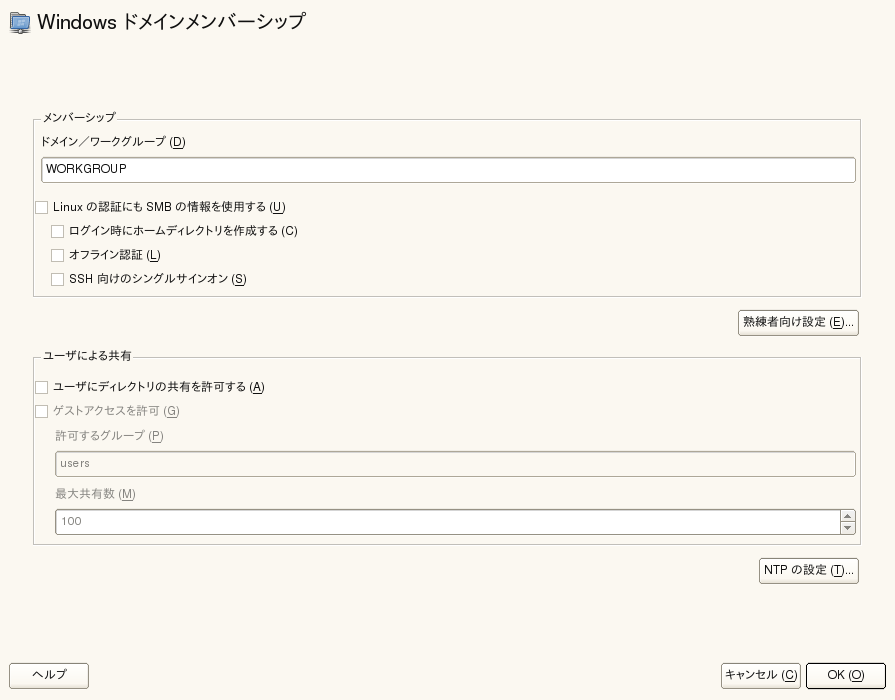 Windows ドメインメンバーシップ
メンバーシップ
ドメイン／ワークグループ (D)
WORKGROUP
Linux の認証にも SMB の情報を使用する (U)
ログイン時にホームディレクトリを作成する (C)
オフライン認証 (L)
SSH 向けのシングルサインオン (S)
熟練者向け設定 (E)...
ユーザによる共有
ユーザにディレクトリの共有を許可する (A)
ゲストアクセスを許可 (G)
許可するグループ (P)
users
最大共有数 (M)
100
NTP の設定 (T)...
ヘルプ
キャンセル (C)
OK (O)